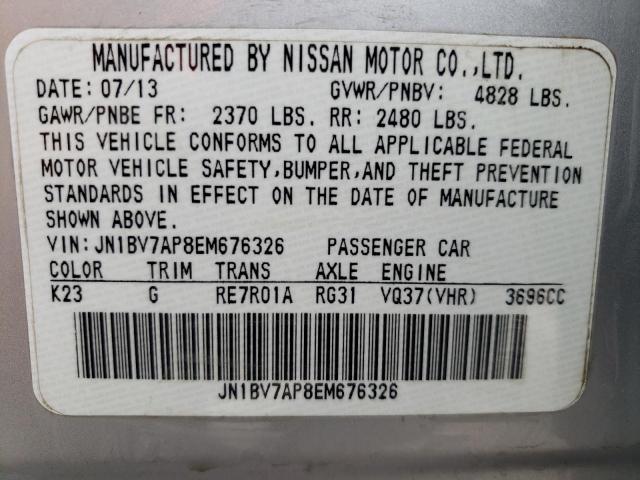 MANUFACTURED BY NISSAN MOTOR CO.,LTD.
DATE: 07/13 GVWR/PNBV: 4828 LBS.
GAWR/PNBE FR: 2370 LBS. RR: 2480 LBS.
THIS VEHICLE CONFORMS TO ALL APPLICABLE FEDERAL
MOTOR VEHICLE SAFETY,BUMPER,AND THEFT PREVENTION
STANDARDS IN EFFECT ON THE DATE OF MANUFACTURE
SHOWN ABOVE.
VIN: JN1BV7AP8EM676326 PASSENGER CAR
COLOR TRIM TRANS AXLE ENGINE
K23 G RE7R01A RG31 VQ37(VHR) 3696CC
JN1BV7AP8EM676326